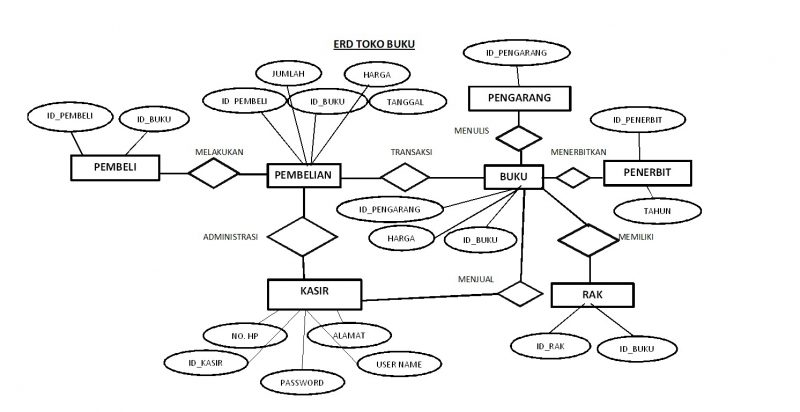 ERD TOKO BUKU
ID_PENGARANG
JUMLAH
HARGA
ID_PEMBELI
ID_BUKU
TANGGAL
PENGARANG
ID_PEMBELI
ID_BUKU
ID_PENERBIT
MENULIS
MELAKUKAN
TRANSAKSI
MENERBITKAN
PEMBELI
PEMBELIAN
BUKU
PENERBIT
ID_PENGARANG
TAHUN
ADMINISTRASI
HARGA
ID_BUKU
MEMILIKI
MENJUAL
KASIR
RAK
NO. HP
ALAMAT
ID_KASIR
USER NAME
ID_RAK
ID_BUKU
PASSWORD